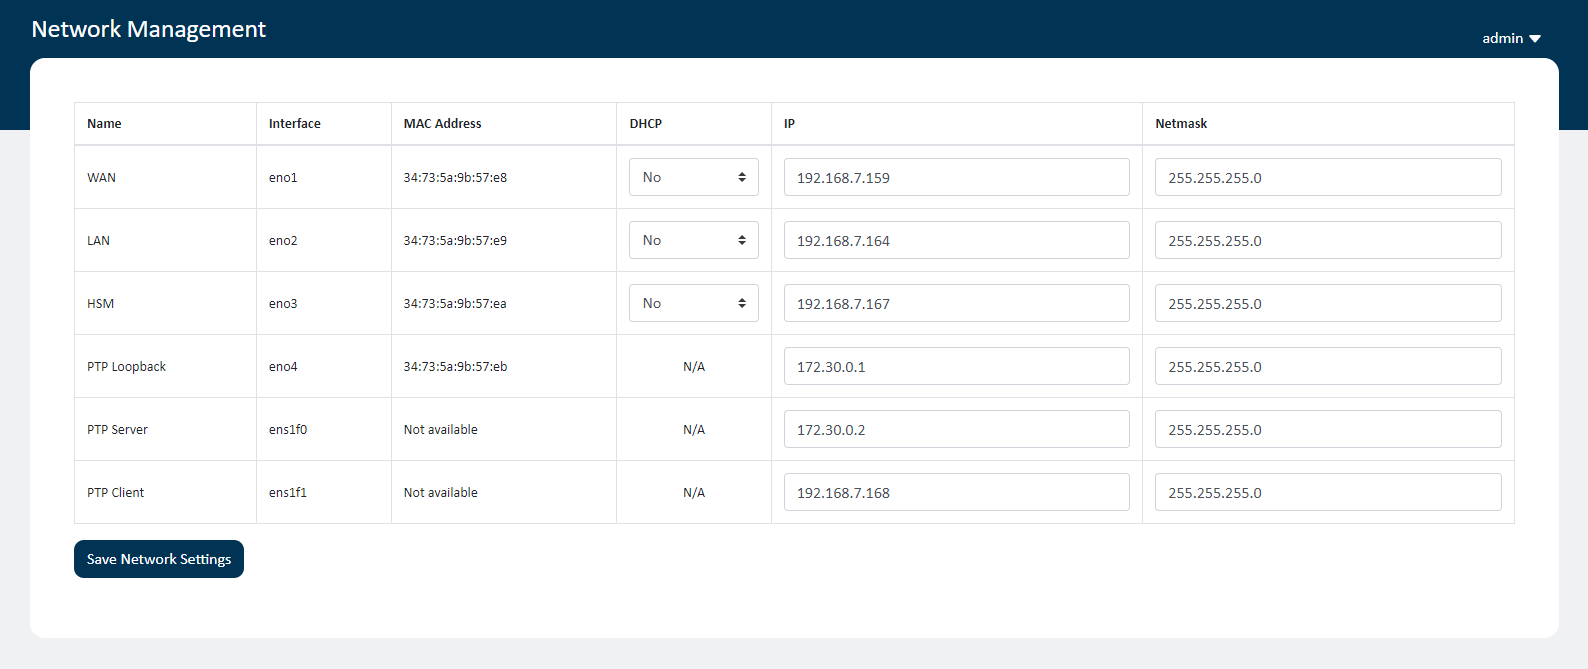 Network Management
admin
Name Interface MAC Address DHCP IP Netmask
WAN eno1 34:73:5a:9b:57:e8 No 192.168.7.159 255.255.255.0
LAN eno2 34:73:5a:9b:57:e9 No 192.168.7.164 255.255.255.0
HSM eno3 34:73:5a:9b:57:ea No 192.168.7.167 255.255.255.0
PTP Loopback eno4 34:73:5a:9b:57:eb N/A 172.30.0.1 255.255.255.0
PTP Server ens1f0 Not available N/A 172.30.0.2 255.255.255.0
PTP Client ens1f1 Not available N/A 192.168.7.168 255.255.255.0
Save Network Settings